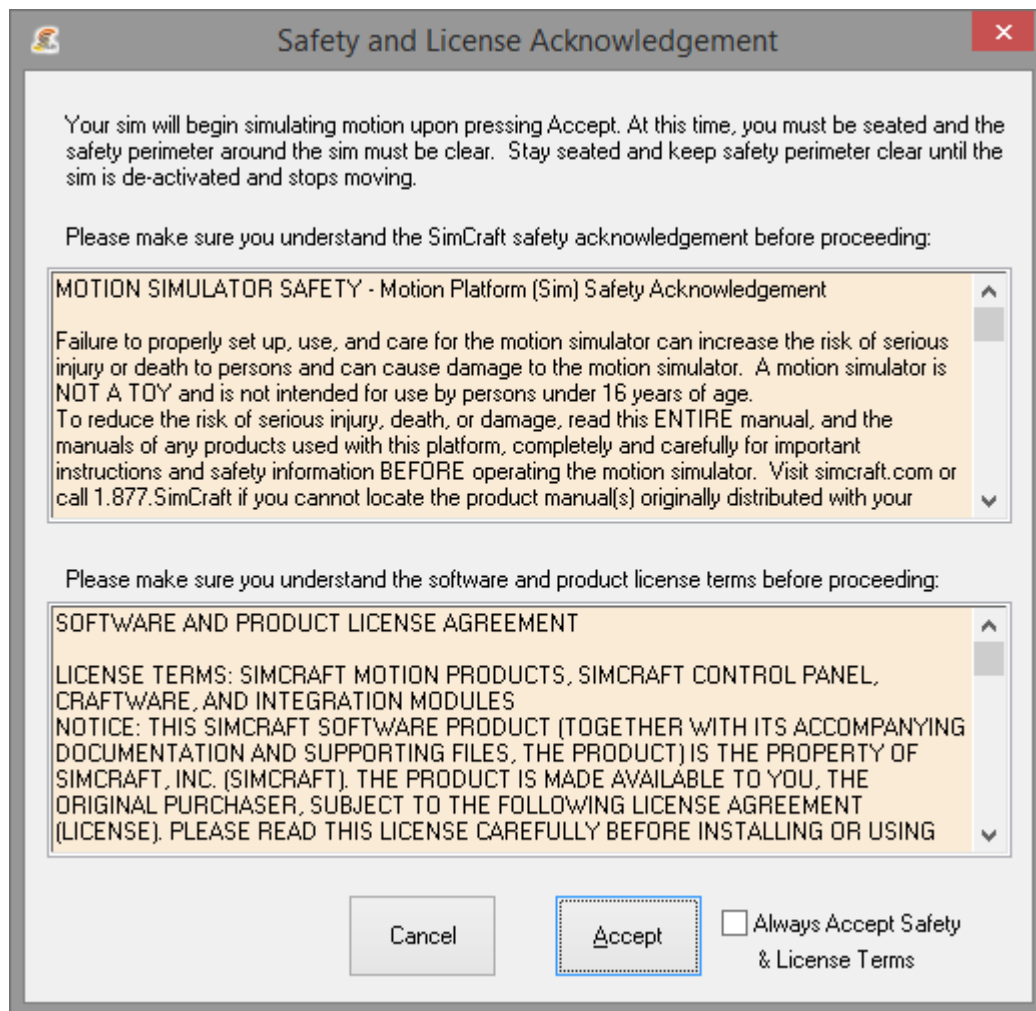 Safety and License Acknowledgement
Your sim will begin simulating motion upon pressing Accept. At this time, you must be seated and the
safety perimeter around the sim must be clear.  Stay seated and keep safety perimeter clear until the
sim is de-activated and stops moving.
Please make sure you understand the SimCraft safety acknowledgement before proceeding:
MOTION SIMULATOR SAFETY - Motion Platform (Sim) Safety Acknowledgement
Failure to properly set up, use, and care for the motion simulator can increase the risk of serious
injury or death to persons and can cause damage to the motion simulator.  A motion simulator is
NOT A TOY and is not intended for use by persons under 16 years of age.
To reduce the risk of serious injury, death, or damage, read this ENTIRE manual, and the
manuals of any products used with this platform, completely and carefully for important
instructions and safety information BEFORE operating the motion simulator.  Visit simcraft.com or
call 1.877.SimCraft if you cannot locate the product manual(s) originally distributed with your
Please make sure you understand the software and product license terms before proceeding:
SOFTWARE AND PRODUCT LICENSE AGREEMENT
LICENSE TERMS: SIMCRAFT MOTION PRODUCTS, SIMCRAFT CONTROL PANEL,
CRAFTWARE, AND INTEGRATION MODULES
NOTICE: THIS SIMCRAFT SOFTWARE PRODUCT (TOGETHER WITH ITS ACCOMPANYING
DOCUMENTATION AND SUPPORTING FILES, THE PRODUCT) IS THE PROPERTY OF
SIMCRAFT, INC. (SIMCRAFT). THE PRODUCT IS MADE AVAILABLE TO YOU, THE
ORIGINAL PURCHASER, SUBJECT TO THE FOLLOWING LICENSE AGREEMENT
(LICENSE). PLEASE READ THIS LICENSE CAREFULLY BEFORE INSTALLING OR USING
Cancel
Accept
Always Accept Safety
& License Terms